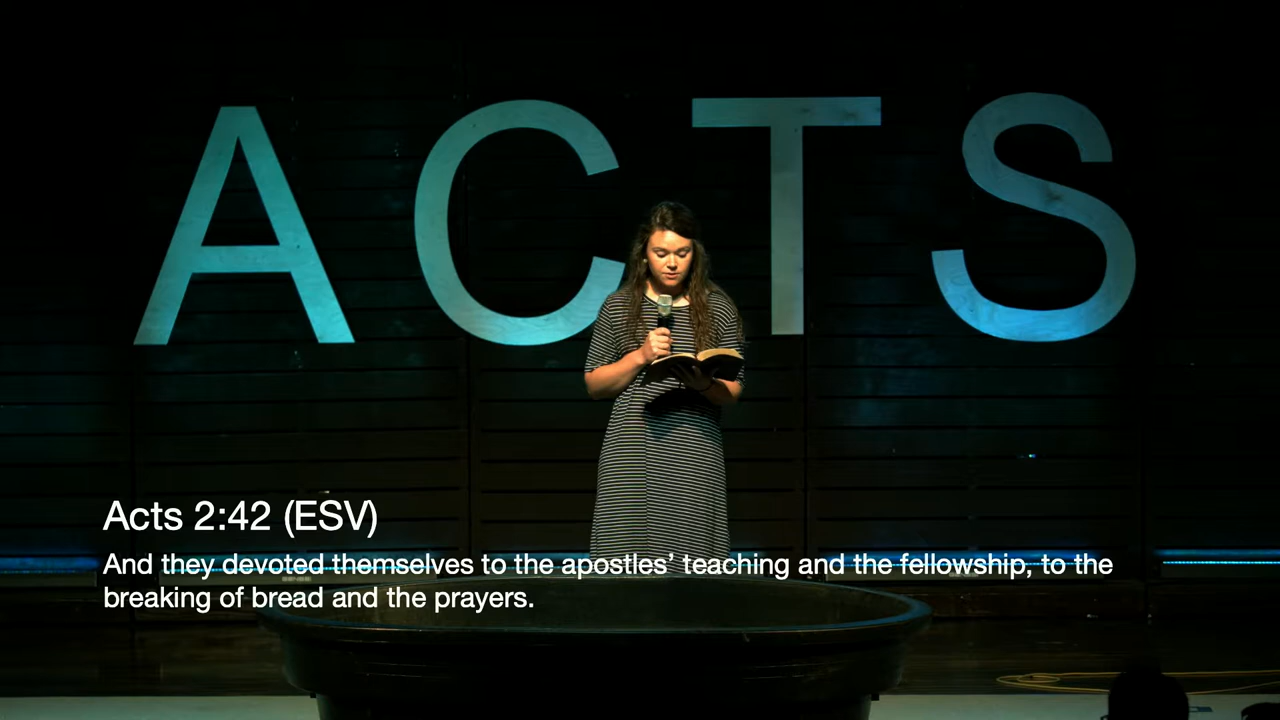 ACTS
Acts 2:42 (ESV)
And they devoted themselves to the apostles’ teaching and the fellowship, to the
breaking of bread and the prayers.